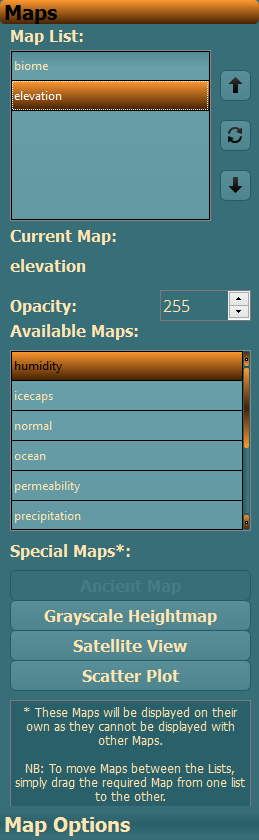 Maps
Map List:
biome
elevation
Current Map:
elevation
Opacity:
255
Available Maps:
humidity
icecaps
normal
ocean
permeability
precipitation
Special Maps*:
Ancient Map
Grayscale Heightmap
Satellite View
Scatter Plot
* These Maps will be displayed on their
own as they cannot be displayed with
other Maps.
NB: To move Maps between the Lists,
simply drag the required Map from one list
to the other.
Map Options